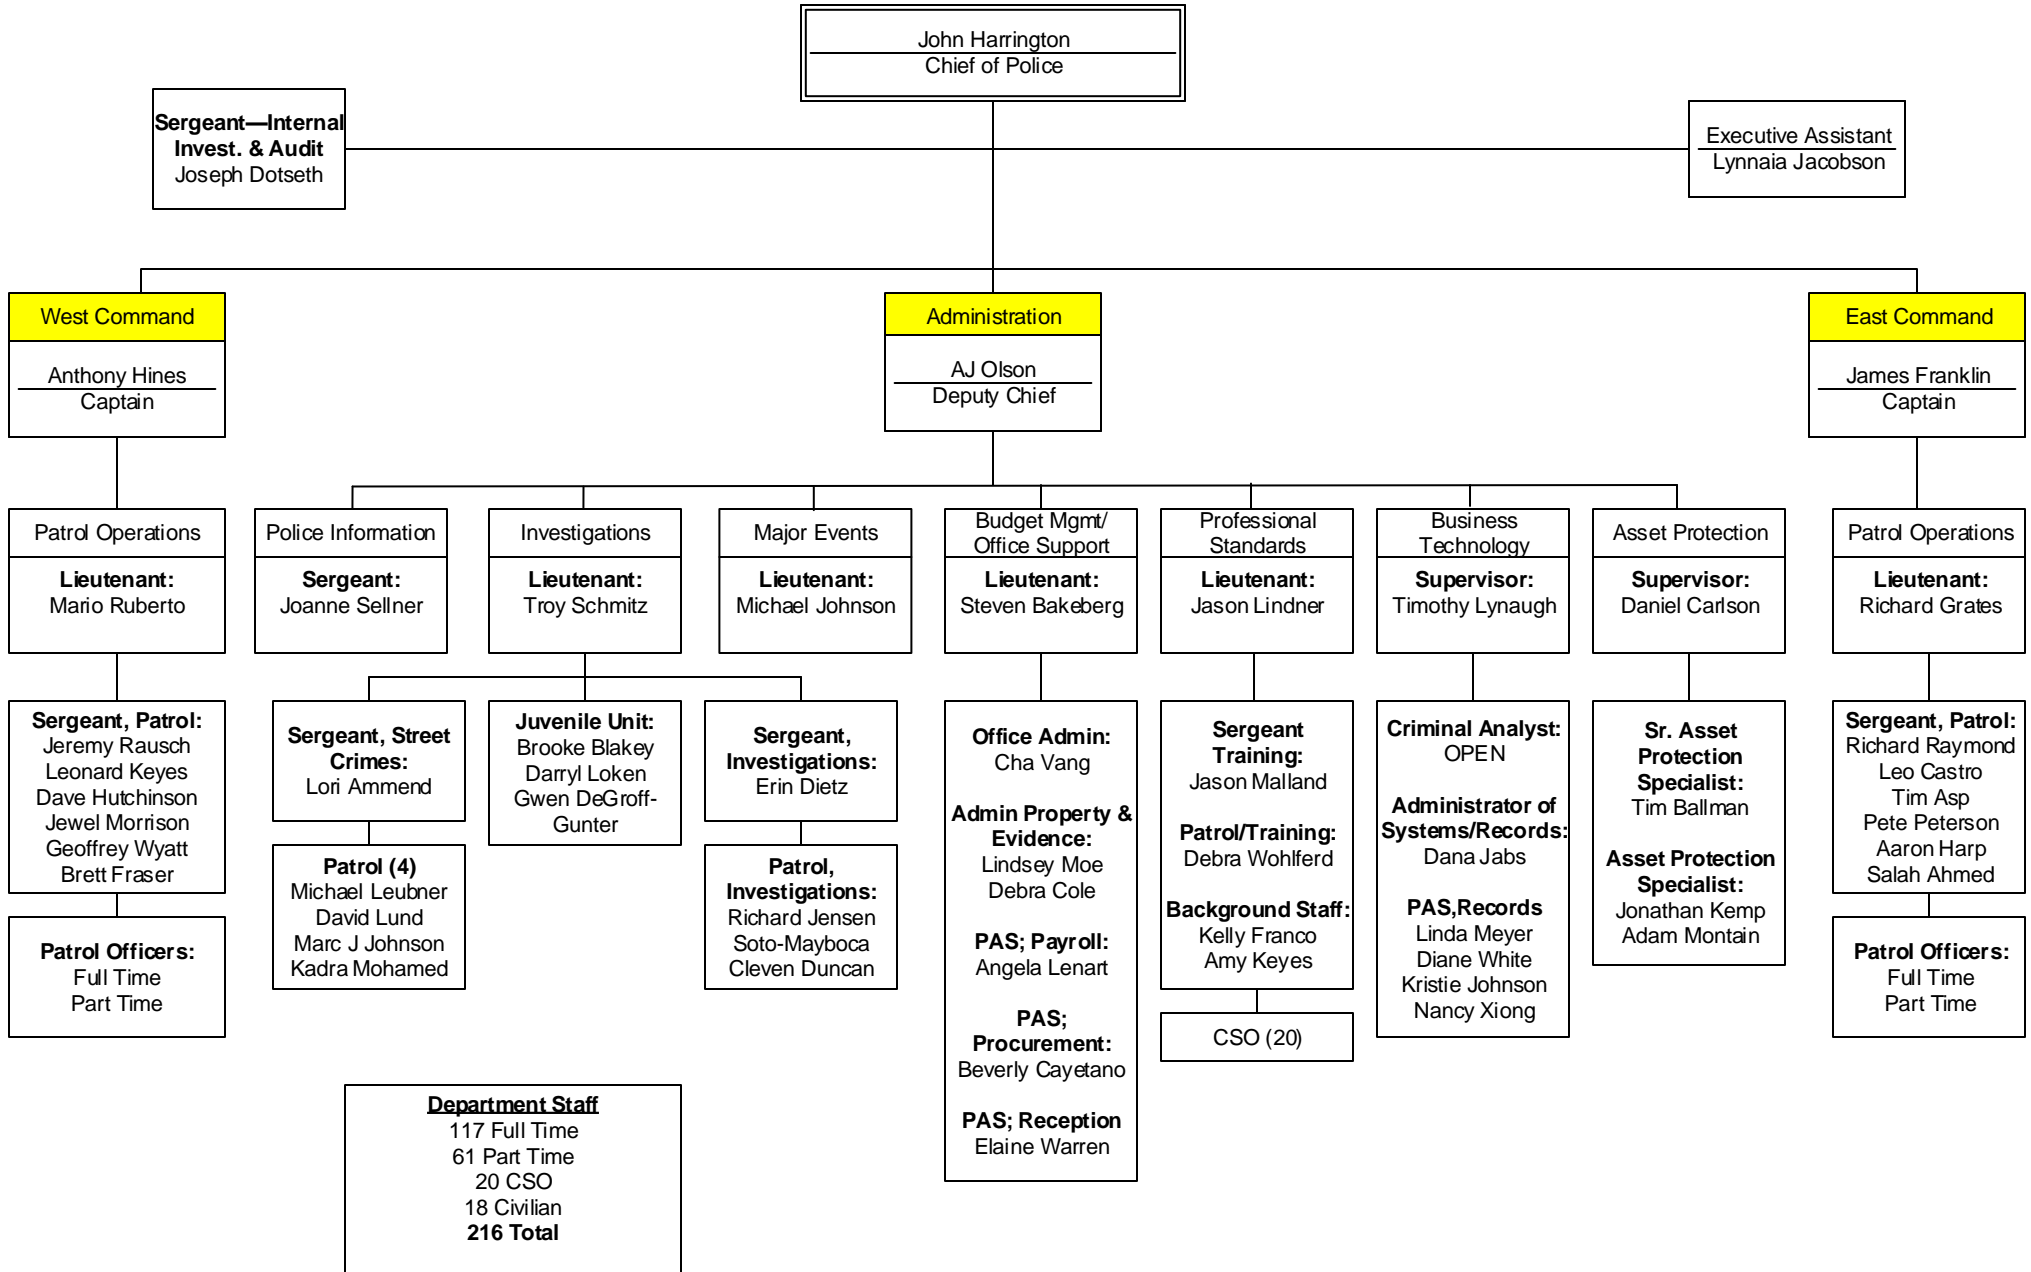 John Harrington
Chief of Police
Sergeant—Internal
Invest. & Audit
Joseph Dotseth
Executive Assistant
Lynnaia Jacobson
West Command
Anthony Hines
Captain
Administration
AJ Olson
Deputy Chief
East Command
James Franklin
Captain
Patrol Operations
Lieutenant:
Mario Ruberto
Police Information
Sergeant:
Joanne Sellner
Investigations
Lieutenant:
Troy Schmitz
Major Events
Lieutenant:
Michael Johnson
Budget Mgmt/
Office Support
Lieutenant:
Steven Bakeberg
Professional
Standards
Lieutenant:
Jason Lindner
Business
Technology
Supervisor:
Timothy Lynaugh
Asset Protection
Supervisor:
Daniel Carlson
Patrol Operations
Lieutenant:
Richard Grates
Sergeant, Patrol:
Jeremy Rausch
Leonard Keyes
Dave Hutchinson
Jewel Morrison
Geoffrey Wyatt
Brett Fraser
Patrol Officers:
Full Time
Part Time
Sergeant, Street
Crimes:
Lori Ammend
Patrol (4)
Michael Leubner
David Lund
Marc J Johnson
Kadra Mohamed
Juvenile Unit:
Brooke Blakey
Darryl Loken
Gwen DeGroff-
Gunter
Sergeant,
Investigations:
Erin Dietz
Patrol,
Investigations:
Richard Jensen
Soto-Mayboca
Cleven Duncan
Office Admin:
Cha Vang
Admin Property &
Evidence:
Lindsey Moe
Debra Cole
PAS; Payroll:
Angela Lenart
PAS;
Procurement:
Beverly Cayetano
PAS; Reception
Elaine Warren
Sergeant
Training:
Jason Malland
Patrol/Training:
Debra Wohlferd
Background Staff:
Kelly Franco
Amy Keyes
CSO (20)
Criminal Analyst:
OPEN
Administrator of
Systems/Records:
Dana Jabs
PAS,Records
Linda Meyer
Diane White
Kristie Johnson
Nancy Xiong
Sr. Asset
Protection
Specialist:
Tim Ballman
Asset Protection
Specialist:
Jonathan Kemp
Adam Montain
Sergeant, Patrol:
Richard Raymond
Leo Castro
Tim Asp
Pete Peterson
Aaron Harp
Salah Ahmed
Patrol Officers:
Full Time
Part Time
Department Staff
117 Full Time
61 Part Time
20 CSO
18 Civilian
216 Total